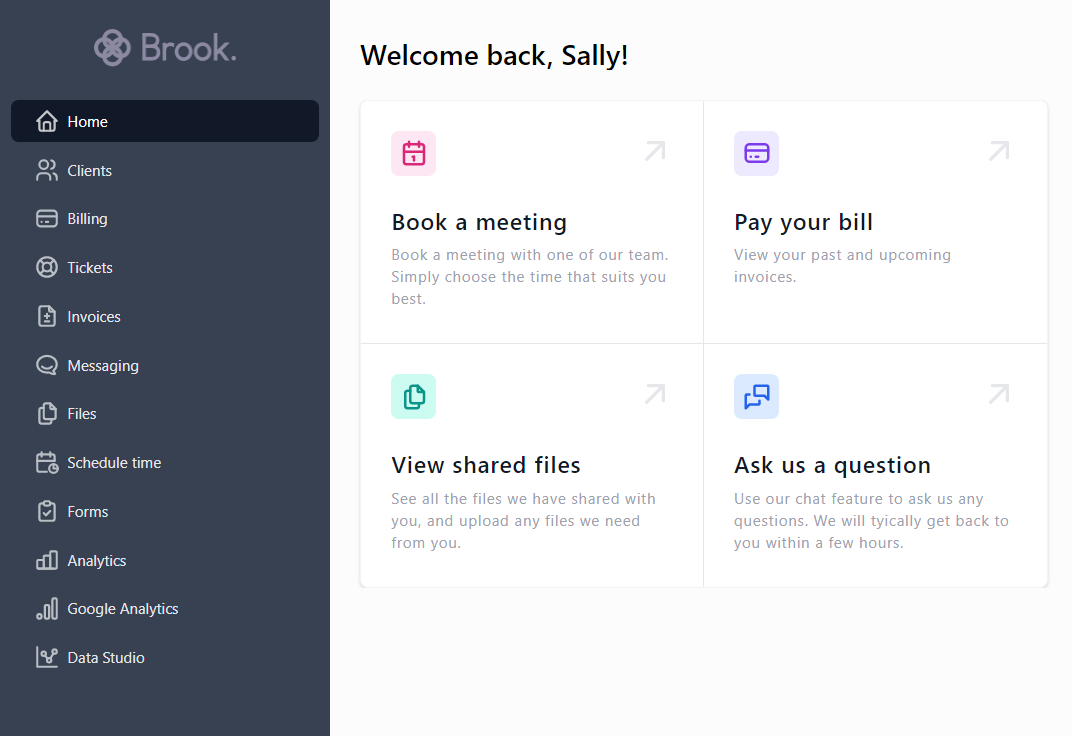 Brook.
Home
Clients
Billing
Tickets
Invoices
Messaging
Files
Schedule time
Forms
Analytics
Google Analytics
Data Studio
Welcome back, Sally!
1
Book a meeting
Book a meeting with one of our team.
Simply choose the time that suits you
best.
Pay your bill
View your past and upcoming
invoices.
View shared files
See all the files we have shared with
you, and upload any files we need
from you.
Ask us a question
Use our chat feature to ask us any
questions. We will tyically get back to
you within a few hours.